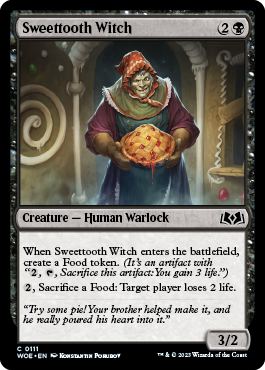 Sweettooth Witch 2
Creature — Human Warlock
When Sweettooth Witch enters the battlefield,
create a Food token. (It's an artifact with
"2, , Sacrifice this artifact:You gain 3 life.")
2, Sacrifice a Food: Target player loses 2 life.
"Try some pie! Your brother helped make it, and
he really poured his heart into it."
3/2
C 0111
WOE • EN Konstantin Porubov
™ & © 2023 Wizards of the Coast